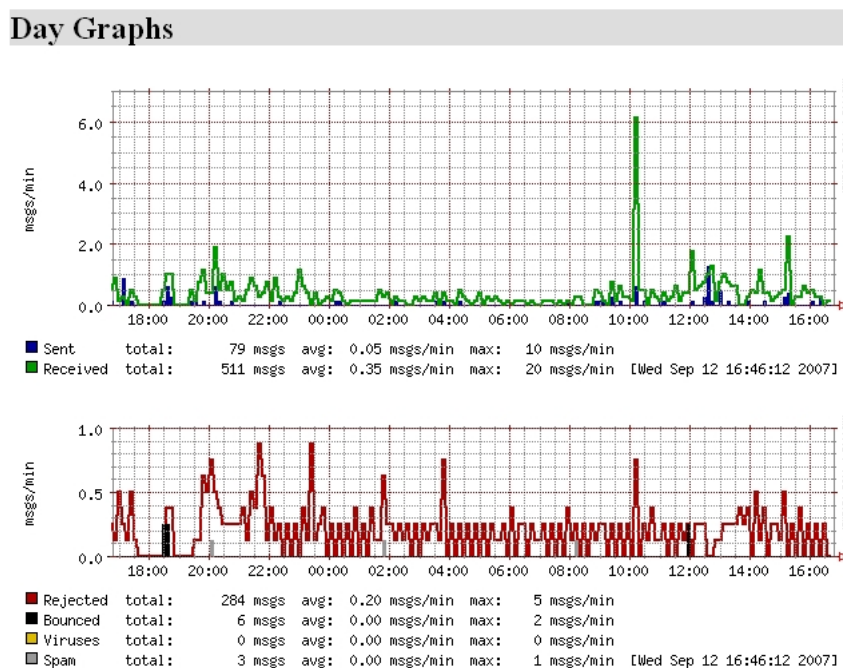 Day Graphs
msgs/min
6.0
4.0
2.0
0.0
18:00 20:00 22:00 00:00 02:00 04:00 06:00 08:00 10:00 12:00 14:00 16:00
Sent total: 79 msgs avg: 0.05 msgs/min max: 10 msgs/min
Received total: 511 msgs avg: 0.35 msgs/min max: 20 msgs/min [Wed Sep 12 16:46:12 2007]
msgs/min
1.0
0.5
0.0
18:00 20:00 22:00 00:00 02:00 04:00 06:00 08:00 10:00 12:00 14:00 16:00
Rejected total: 284 msgs avg: 0.20 msgs/min max: 5 msgs/min
Bounced total: 6 msgs avg: 0.00 msgs/min max: 2 msgs/min
Viruses total: 0 msgs avg: 0.00 msgs/min max: 0 msgs/min
Spam total: 3 msgs avg: 0.00 msgs/min max: 1 msgs/min [Wed Sep 12 16:46:12 2007]